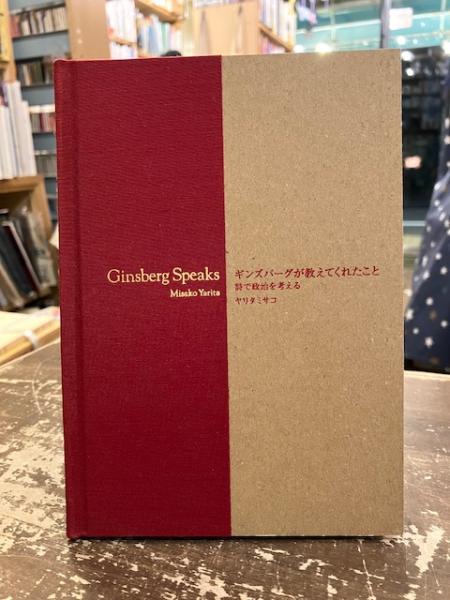 Ginsberg Speaks
Misako Yarita
ギンズバーグが教えてくれたこと
詩で政治を考える
ヤリタミサコ